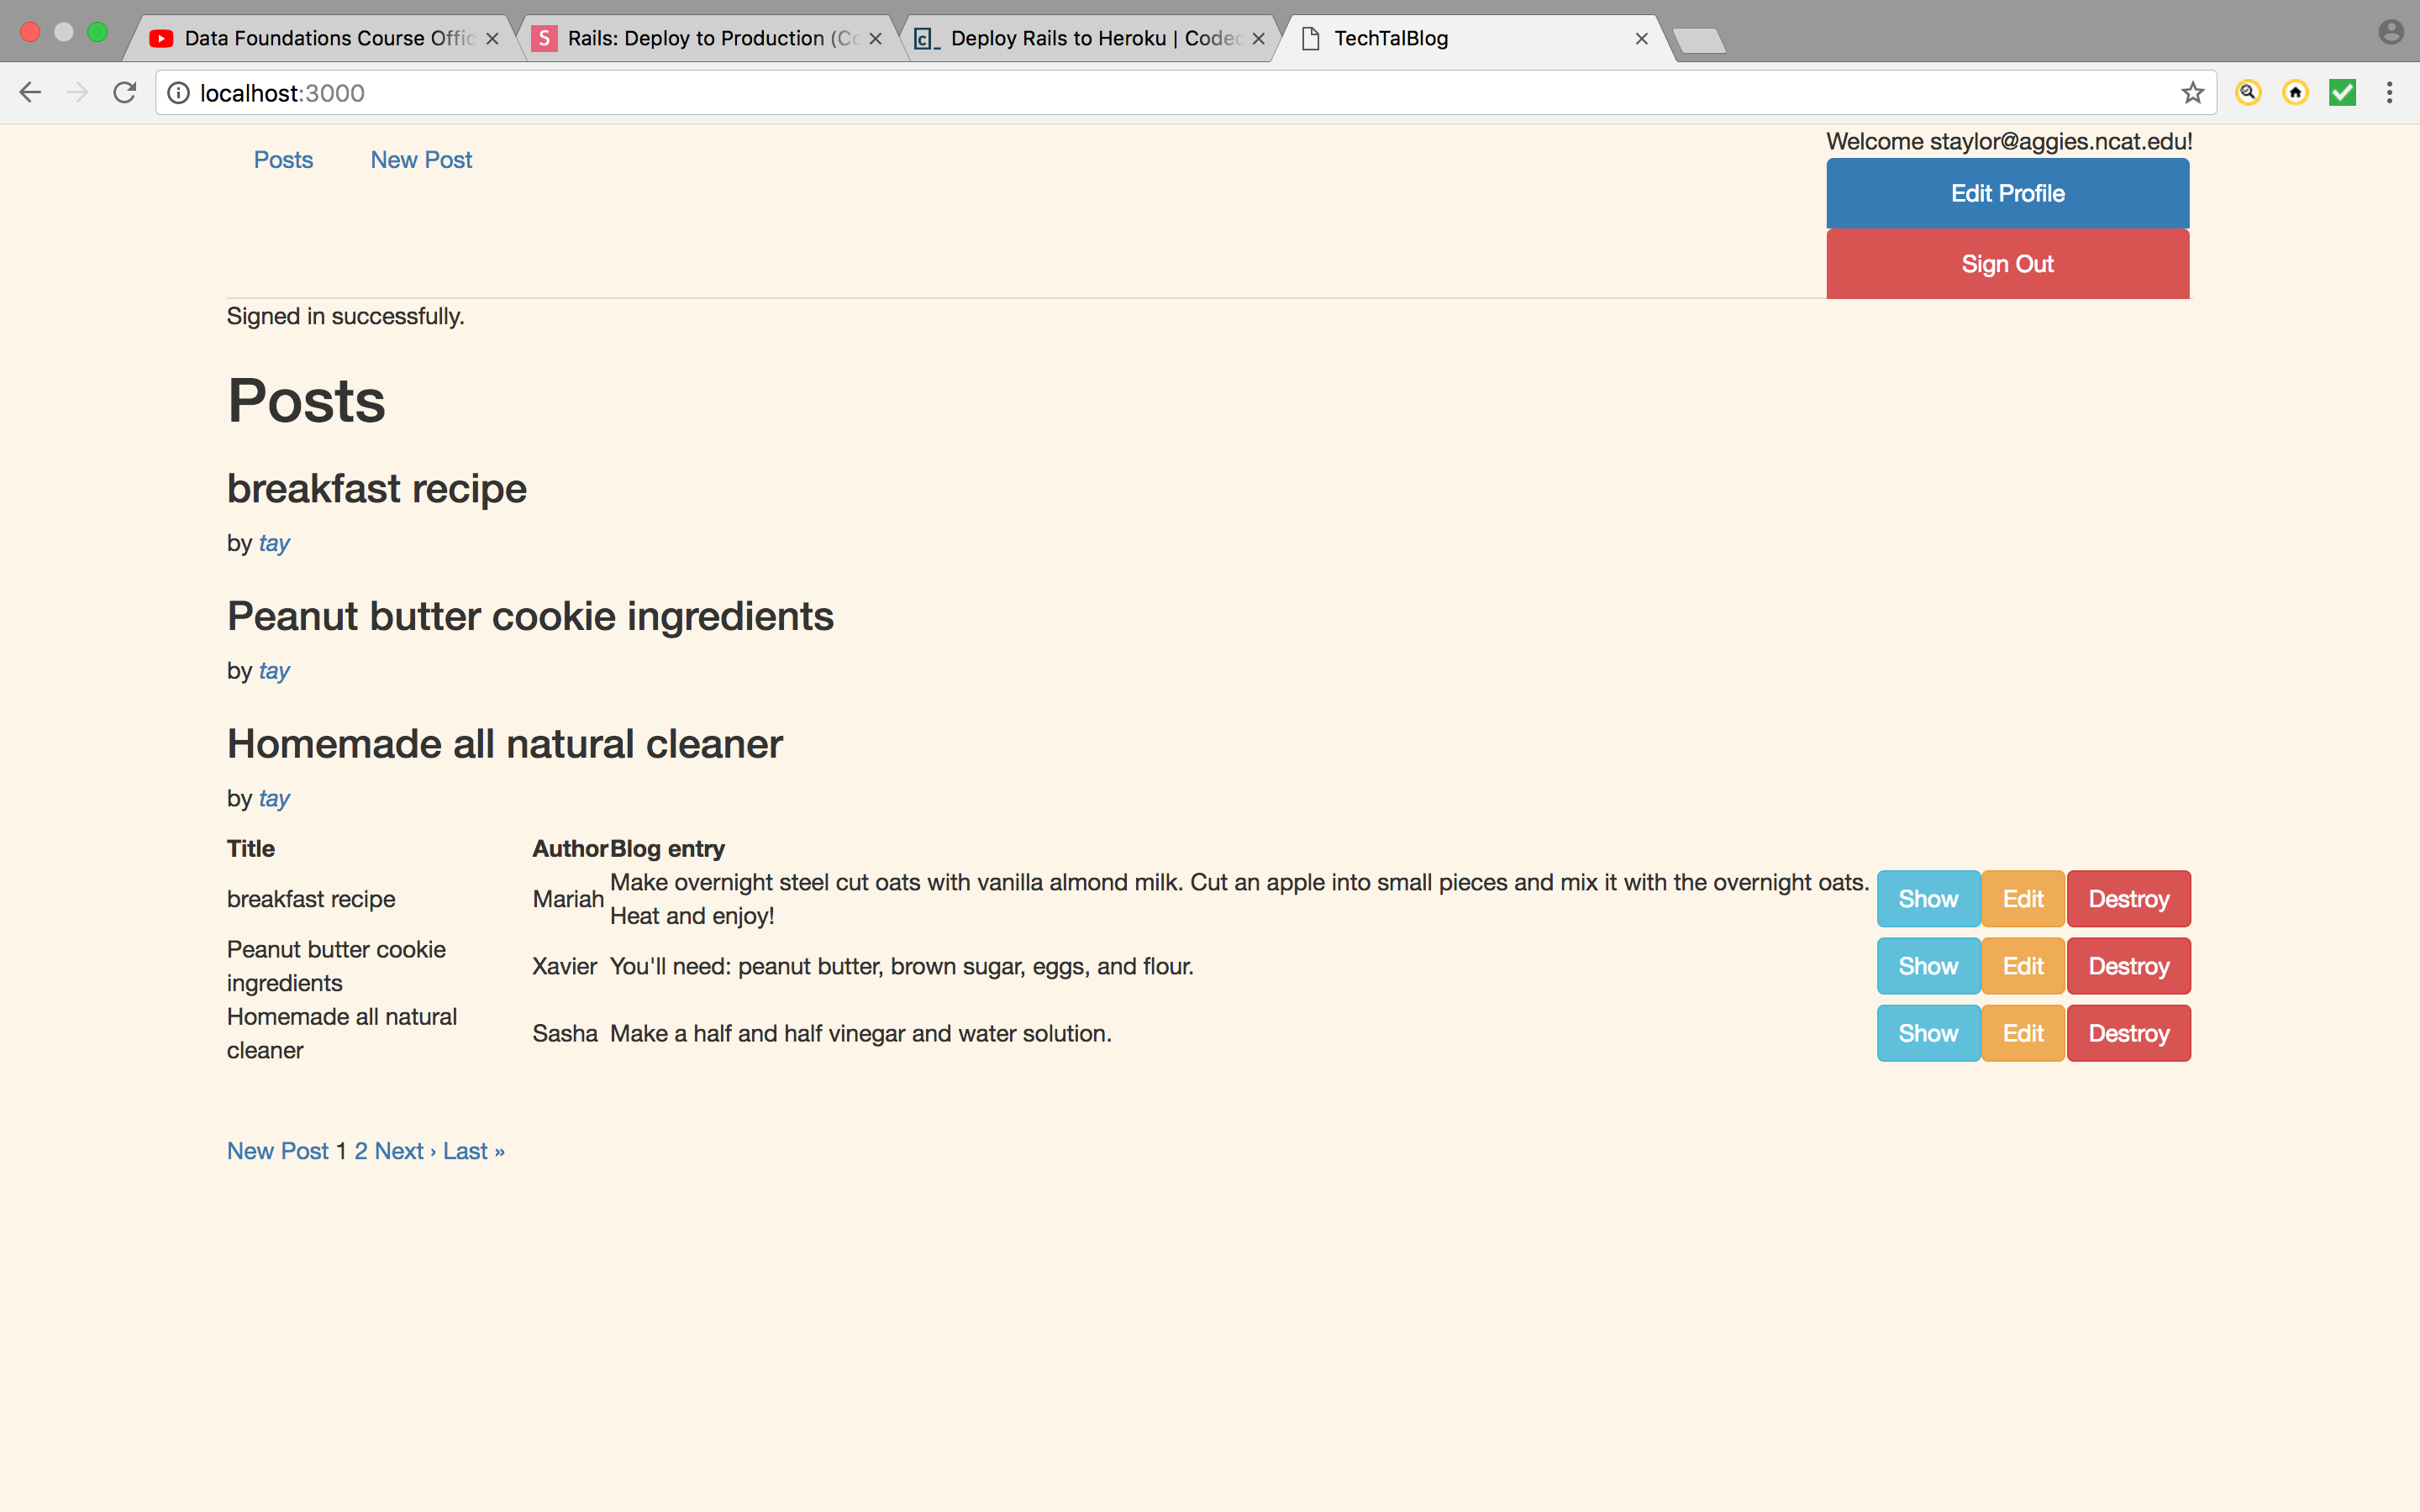 Data Foundations Course Offic
S Rails: Deploy to Production (Co
c_ Deploy Rails to Heroku | Codec
TechTalBlog
localhost:3000
Posts New Post
Welcome staylor@aggies.ncat.edu!
Edit Profile
Sign Out
Signed in successfully.
Posts
breakfast recipe
by tay
Peanut butter cookie ingredients
by tay
Homemade all natural cleaner
by tay
Title Author Blog entry
breakfast recipe Mariah Make overnight steel cut oats with vanilla almond milk. Cut an apple into small pieces and mix it with the overnight oats.
Heat and enjoy! Show Edit Destroy
Peanut butter cookie
ingredients Xavier You'll need: peanut butter, brown sugar, eggs, and flour. Show Edit Destroy
Homemade all natural
cleaner Sasha Make a half and half vinegar and water solution. Show Edit Destroy
New Post 1 2 Next › Last »